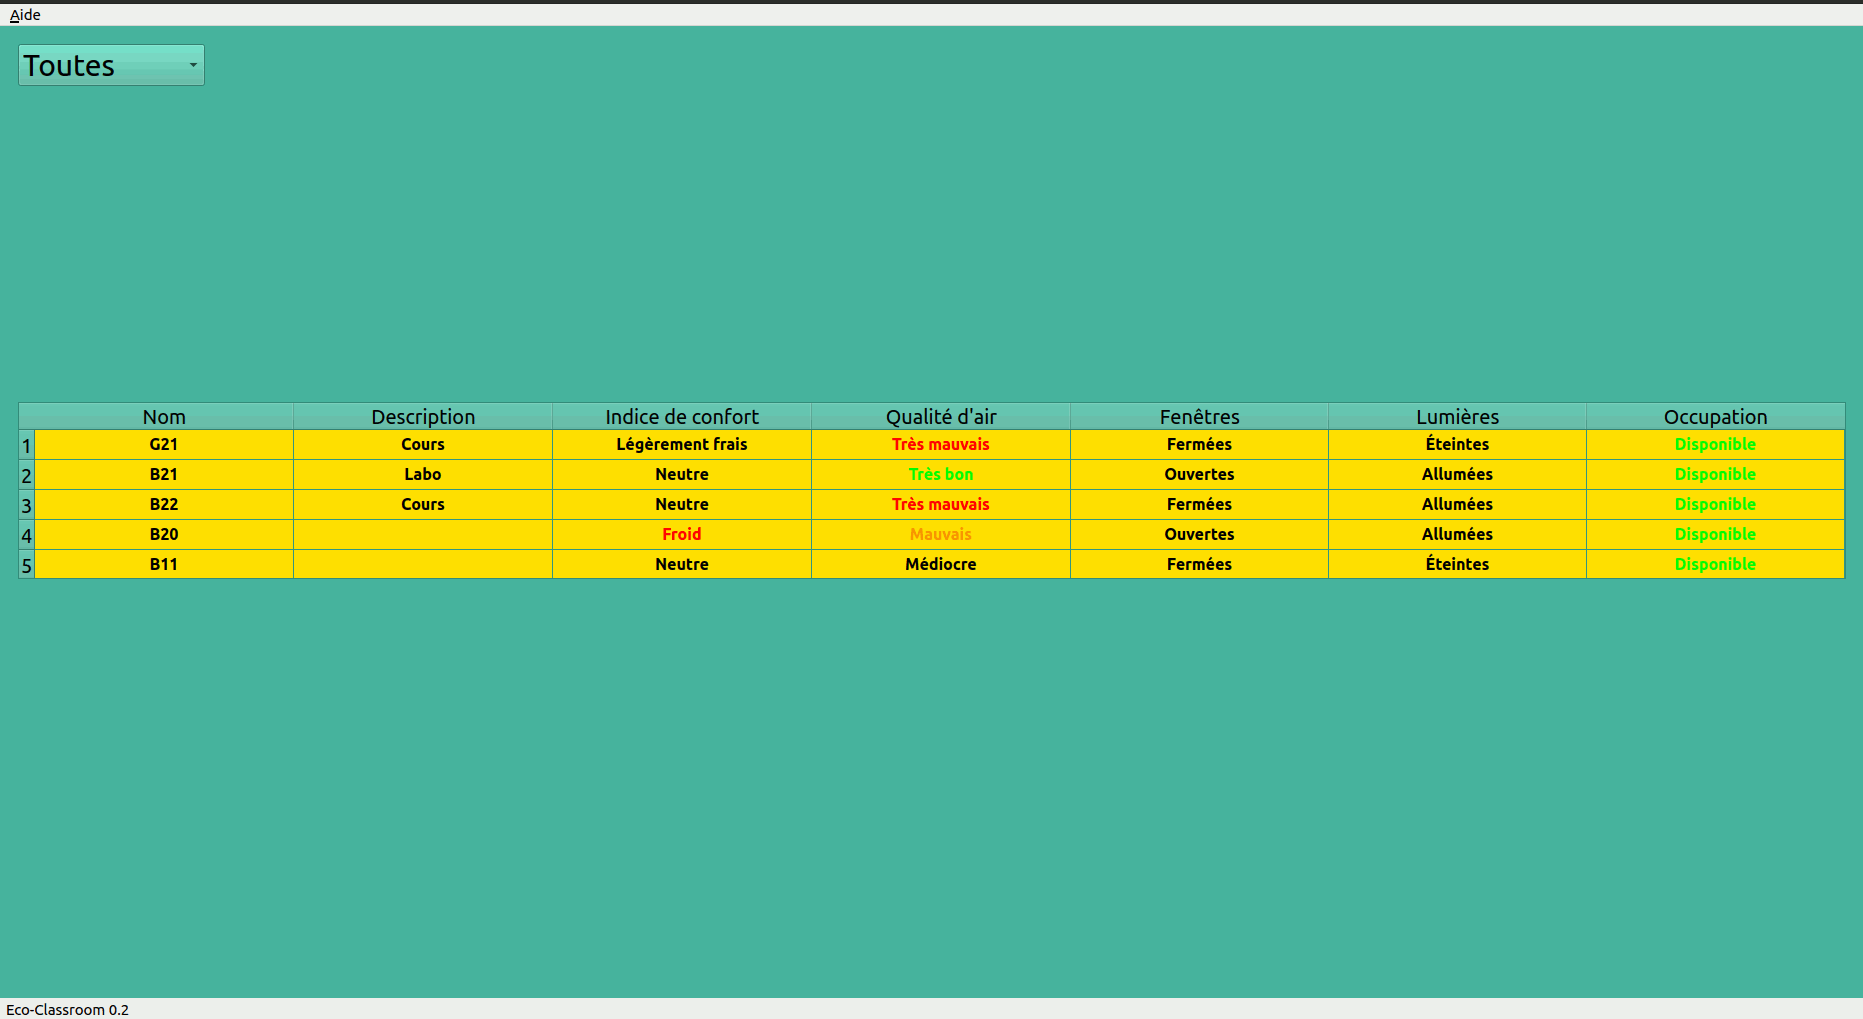 Aide
Toutes
Nom Description Indice de confort Qualité d'air Fenêtres Lumières Occupation
1 G21 Cours Légèrement frais Très mauvais Fermées Éteintes Disponible
2 B21 Labo Neutre Très bon Ouvertes Allumées Disponible
3 B22 Cours Neutre Très mauvais Fermées Allumées Disponible
4 B20 Froid Mauvais Ouvertes Allumées Disponible
5 B11 Neutre Médiocre Fermées Éteintes Disponible
Eco-Classroom 0.2